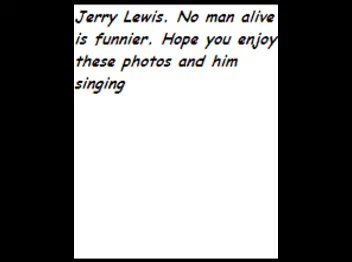 Jerry Lewis. No man alive
is funnier. Hope you enjoy
these photos and him
singing